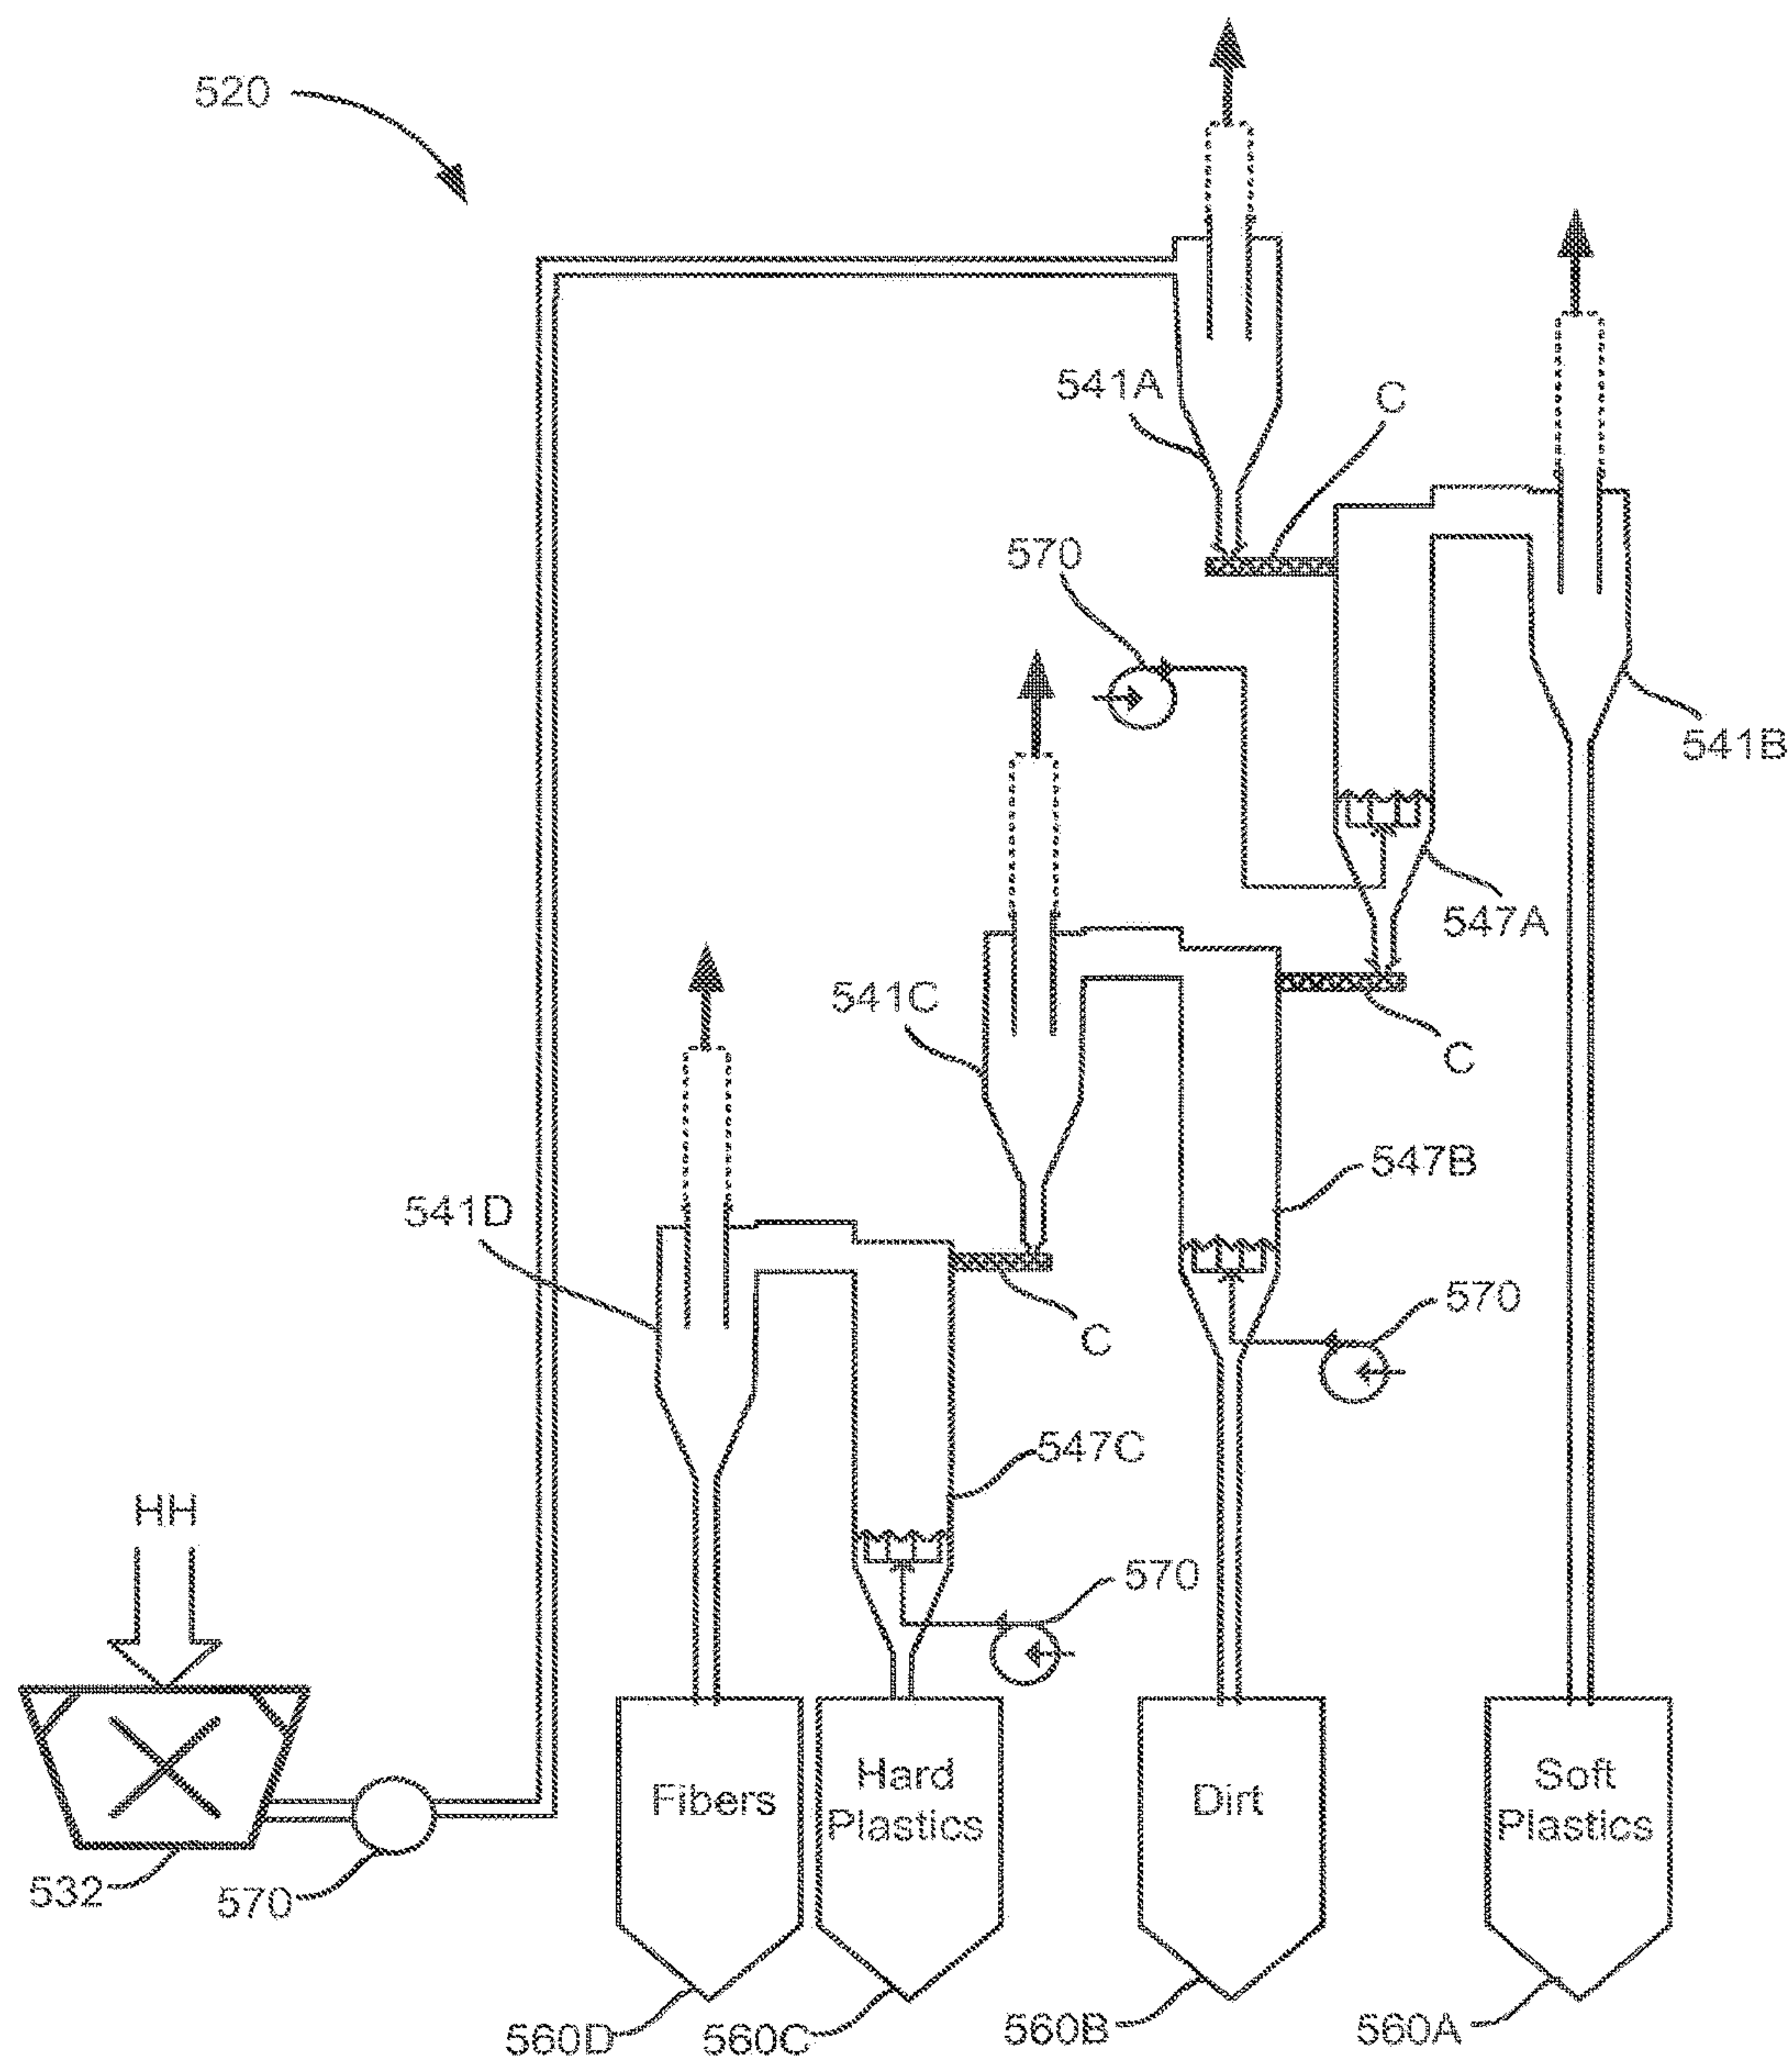 520
541A
C
570
541B
547A
541C
C
547B
541D
570
C
547C
HH
570
Fibers
Hard
Plastics
Dirt
Soft
Plastics
532
570
560D
560C
560B
560A